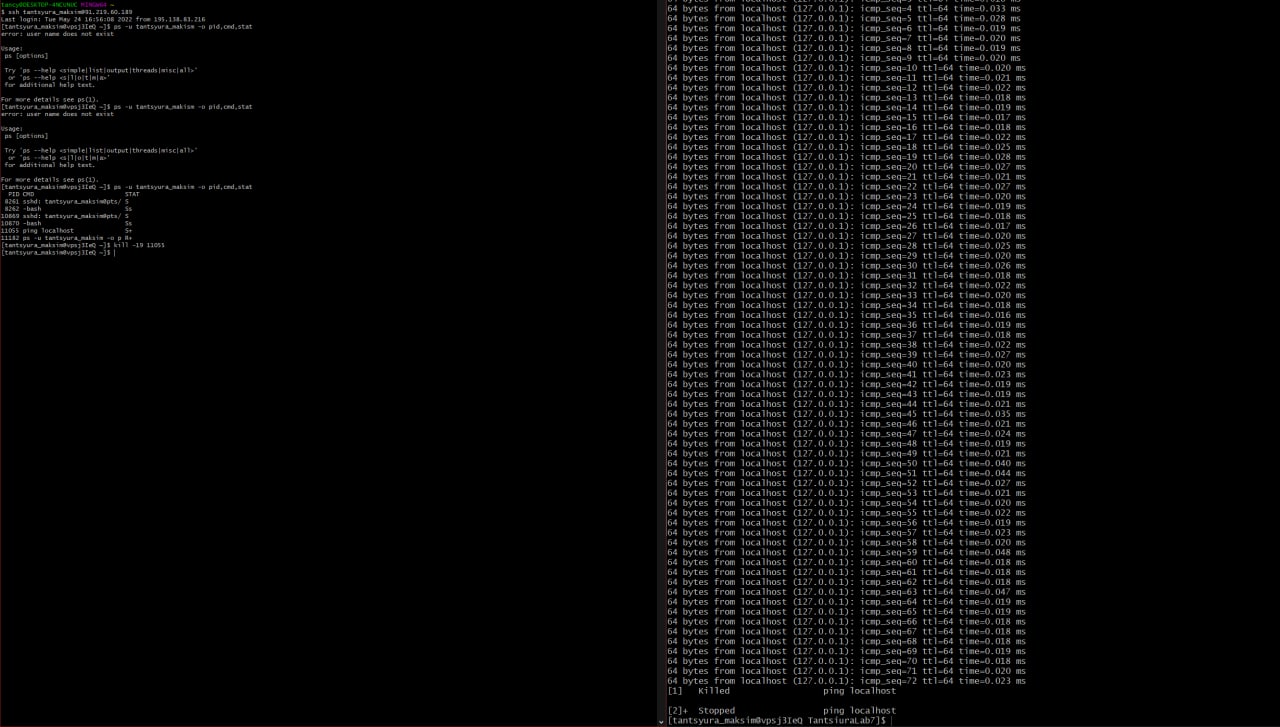 tancy@DESKTOP-4NCUNUC MINGW64 ~
$ ssh tantsyura_maksim@91.219.60.189
Last login: Tue May 24 16:56:08 2022 from 195.138.81.216
[tantsyura_maksim@vpsj3IeQ ~]$ ps -u tantsyura_makism -o pid,cmd,stat
error: user name does not exist
Usage:
ps [options]
Try 'ps --help <simple|list|output|threads|misc|all>'
or 'ps --help <s|l|o|t|m|a>'
for additional help text.
For more details see ps(1).
[tantsyura_maksim@vpsj3IeQ ~]$ ps -u tantsyura_makism -o pid,cmd,stat
error: user name does not exist
Usage:
ps [options]
Try 'ps --help <simple|list|output|threads|misc|all>'
or 'ps --help <s|l|o|t|m|a>'
for additional help text.
For more details see ps(1).
[tantsyura_maksim@vpsj3IeQ ~]$ ps -u tantsyura_maksim -o pid,cmd,stat
PID CMD STAT
8261 sshd: tantsyura_maksim@pts/ S
8262 -bash Ss
10869 sshd: tantsyura_maksim@pts/ S
10870 -bash Ss
11055 ping localhost S+
11182 ps -u tantsyura_maksim -o p R+
[tantsyura_maksim@vpsj3IeQ ~]$ kill -19 11055
[tantsyura_maksim@vpsj3IeQ ~]$
64 bytes from localhost (127.0.0.1): icmp_seq=4 ttl=64 time=0.033 ms
64 bytes from localhost (127.0.0.1): icmp_seq=5 ttl=64 time=0.028 ms
64 bytes from localhost (127.0.0.1): icmp_seq=6 ttl=64 time=0.019 ms
64 bytes from localhost (127.0.0.1): icmp_seq=7 ttl=64 time=0.020 ms
64 bytes from localhost (127.0.0.1): icmp_seq=8 ttl=64 time=0.019 ms
64 bytes from localhost (127.0.0.1): icmp_seq=9 ttl=64 time=0.020 ms
64 bytes from localhost (127.0.0.1): icmp_seq=10 ttl=64 time=0.020 ms
64 bytes from localhost (127.0.0.1): icmp_seq=11 ttl=64 time=0.021 ms
64 bytes from localhost (127.0.0.1): icmp_seq=12 ttl=64 time=0.022 ms
64 bytes from localhost (127.0.0.1): icmp_seq=13 ttl=64 time=0.018 ms
64 bytes from localhost (127.0.0.1): icmp_seq=14 ttl=64 time=0.019 ms
64 bytes from localhost (127.0.0.1): icmp_seq=15 ttl=64 time=0.017 ms
64 bytes from localhost (127.0.0.1): icmp_seq=16 ttl=64 time=0.018 ms
64 bytes from localhost (127.0.0.1): icmp_seq=17 ttl=64 time=0.022 ms
64 bytes from localhost (127.0.0.1): icmp_seq=18 ttl=64 time=0.025 ms
64 bytes from localhost (127.0.0.1): icmp_seq=19 ttl=64 time=0.028 ms
64 bytes from localhost (127.0.0.1): icmp_seq=20 ttl=64 time=0.027 ms
64 bytes from localhost (127.0.0.1): icmp_seq=21 ttl=64 time=0.021 ms
64 bytes from localhost (127.0.0.1): icmp_seq=22 ttl=64 time=0.027 ms
64 bytes from localhost (127.0.0.1): icmp_seq=23 ttl=64 time=0.020 ms
64 bytes from localhost (127.0.0.1): icmp_seq=24 ttl=64 time=0.019 ms
64 bytes from localhost (127.0.0.1): icmp_seq=25 ttl=64 time=0.018 ms
64 bytes from localhost (127.0.0.1): icmp_seq=26 ttl=64 time=0.017 ms
64 bytes from localhost (127.0.0.1): icmp_seq=27 ttl=64 time=0.020 ms
64 bytes from localhost (127.0.0.1): icmp_seq=28 ttl=64 time=0.025 ms
64 bytes from localhost (127.0.0.1): icmp_seq=29 ttl=64 time=0.020 ms
64 bytes from localhost (127.0.0.1): icmp_seq=30 ttl=64 time=0.026 ms
64 bytes from localhost (127.0.0.1): icmp_seq=31 ttl=64 time=0.018 ms
64 bytes from localhost (127.0.0.1): icmp_seq=32 ttl=64 time=0.022 ms
64 bytes from localhost (127.0.0.1): icmp_seq=33 ttl=64 time=0.020 ms
64 bytes from localhost (127.0.0.1): icmp_seq=34 ttl=64 time=0.018 ms
64 bytes from localhost (127.0.0.1): icmp_seq=35 ttl=64 time=0.016 ms
64 bytes from localhost (127.0.0.1): icmp_seq=36 ttl=64 time=0.019 ms
64 bytes from localhost (127.0.0.1): icmp_seq=37 ttl=64 time=0.018 ms
64 bytes from localhost (127.0.0.1): icmp_seq=38 ttl=64 time=0.022 ms
64 bytes from localhost (127.0.0.1): icmp_seq=39 ttl=64 time=0.027 ms
64 bytes from localhost (127.0.0.1): icmp_seq=40 ttl=64 time=0.020 ms
64 bytes from localhost (127.0.0.1): icmp_seq=41 ttl=64 time=0.023 ms
64 bytes from localhost (127.0.0.1): icmp_seq=42 ttl=64 time=0.019 ms
64 bytes from localhost (127.0.0.1): icmp_seq=43 ttl=64 time=0.019 ms
64 bytes from localhost (127.0.0.1): icmp_seq=44 ttl=64 time=0.021 ms
64 bytes from localhost (127.0.0.1): icmp_seq=45 ttl=64 time=0.035 ms
64 bytes from localhost (127.0.0.1): icmp_seq=46 ttl=64 time=0.021 ms
64 bytes from localhost (127.0.0.1): icmp_seq=47 ttl=64 time=0.024 ms
64 bytes from localhost (127.0.0.1): icmp_seq=48 ttl=64 time=0.019 ms
64 bytes from localhost (127.0.0.1): icmp_seq=49 ttl=64 time=0.021 ms
64 bytes from localhost (127.0.0.1): icmp_seq=50 ttl=64 time=0.040 ms
64 bytes from localhost (127.0.0.1): icmp_seq=51 ttl=64 time=0.044 ms
64 bytes from localhost (127.0.0.1): icmp_seq=52 ttl=64 time=0.027 ms
64 bytes from localhost (127.0.0.1): icmp_seq=53 ttl=64 time=0.021 ms
64 bytes from localhost (127.0.0.1): icmp_seq=54 ttl=64 time=0.020 ms
64 bytes from localhost (127.0.0.1): icmp_seq=55 ttl=64 time=0.022 ms
64 bytes from localhost (127.0.0.1): icmp_seq=56 ttl=64 time=0.019 ms
64 bytes from localhost (127.0.0.1): icmp_seq=57 ttl=64 time=0.023 ms
64 bytes from localhost (127.0.0.1): icmp_seq=58 ttl=64 time=0.020 ms
64 bytes from localhost (127.0.0.1): icmp_seq=59 ttl=64 time=0.048 ms
64 bytes from localhost (127.0.0.1): icmp_seq=60 ttl=64 time=0.018 ms
64 bytes from localhost (127.0.0.1): icmp_seq=61 ttl=64 time=0.018 ms
64 bytes from localhost (127.0.0.1): icmp_seq=62 ttl=64 time=0.018 ms
64 bytes from localhost (127.0.0.1): icmp_seq=63 ttl=64 time=0.047 ms
64 bytes from localhost (127.0.0.1): icmp_seq=64 ttl=64 time=0.019 ms
64 bytes from localhost (127.0.0.1): icmp_seq=65 ttl=64 time=0.019 ms
64 bytes from localhost (127.0.0.1): icmp_seq=66 ttl=64 time=0.018 ms
64 bytes from localhost (127.0.0.1): icmp_seq=67 ttl=64 time=0.018 ms
64 bytes from localhost (127.0.0.1): icmp_seq=68 ttl=64 time=0.018 ms
64 bytes from localhost (127.0.0.1): icmp_seq=69 ttl=64 time=0.019 ms
64 bytes from localhost (127.0.0.1): icmp_seq=70 ttl=64 time=0.018 ms
64 bytes from localhost (127.0.0.1): icmp_seq=71 ttl=64 time=0.020 ms
64 bytes from localhost (127.0.0.1): icmp_seq=72 ttl=64 time=0.023 ms
[1] Killed ping localhost
[2]+ Stopped ping localhost
[tantsyura_maksim@vpsj3IeQ TantsiuraLab7]$